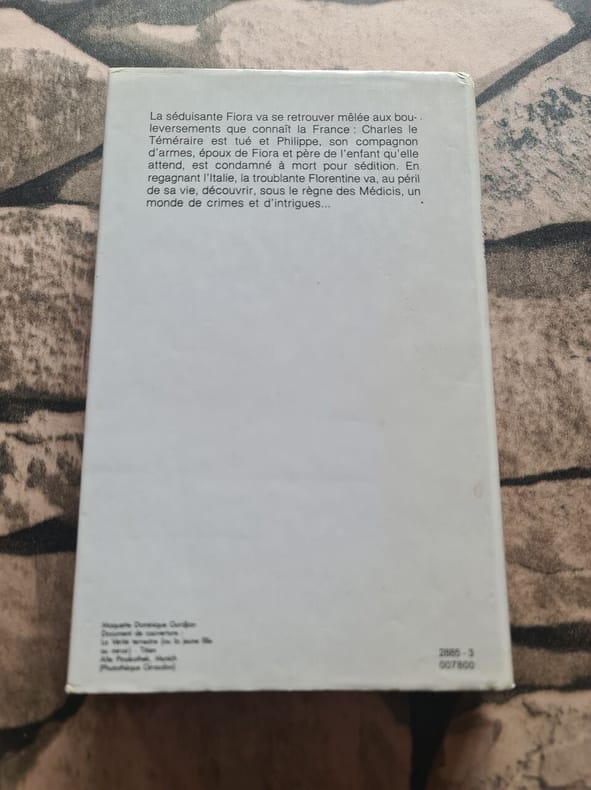 La séduisante Fiora va se retrouver mêlée aux bou-
leversements que connaît la France : Charles le
Téméraire est tué et Philippe, son compagnon
d'armes, époux de Fiora et père de l'enfant qu'elle
attend, est condamné à mort pour sédition. En
regagnant l'Italie, la troublante Florentine va, au péril
de sa vie, découvrir, sous le règne des Médicis, un
monde de crimes et d'intrigues...
Maquette Dominique
Document de couverture :
La Vérité terrestre (ou la jeune fille
au miroir) - Titien
Alte Pinakothek, Munich
(Photothèque Giraudon)
2885 - 3
007800